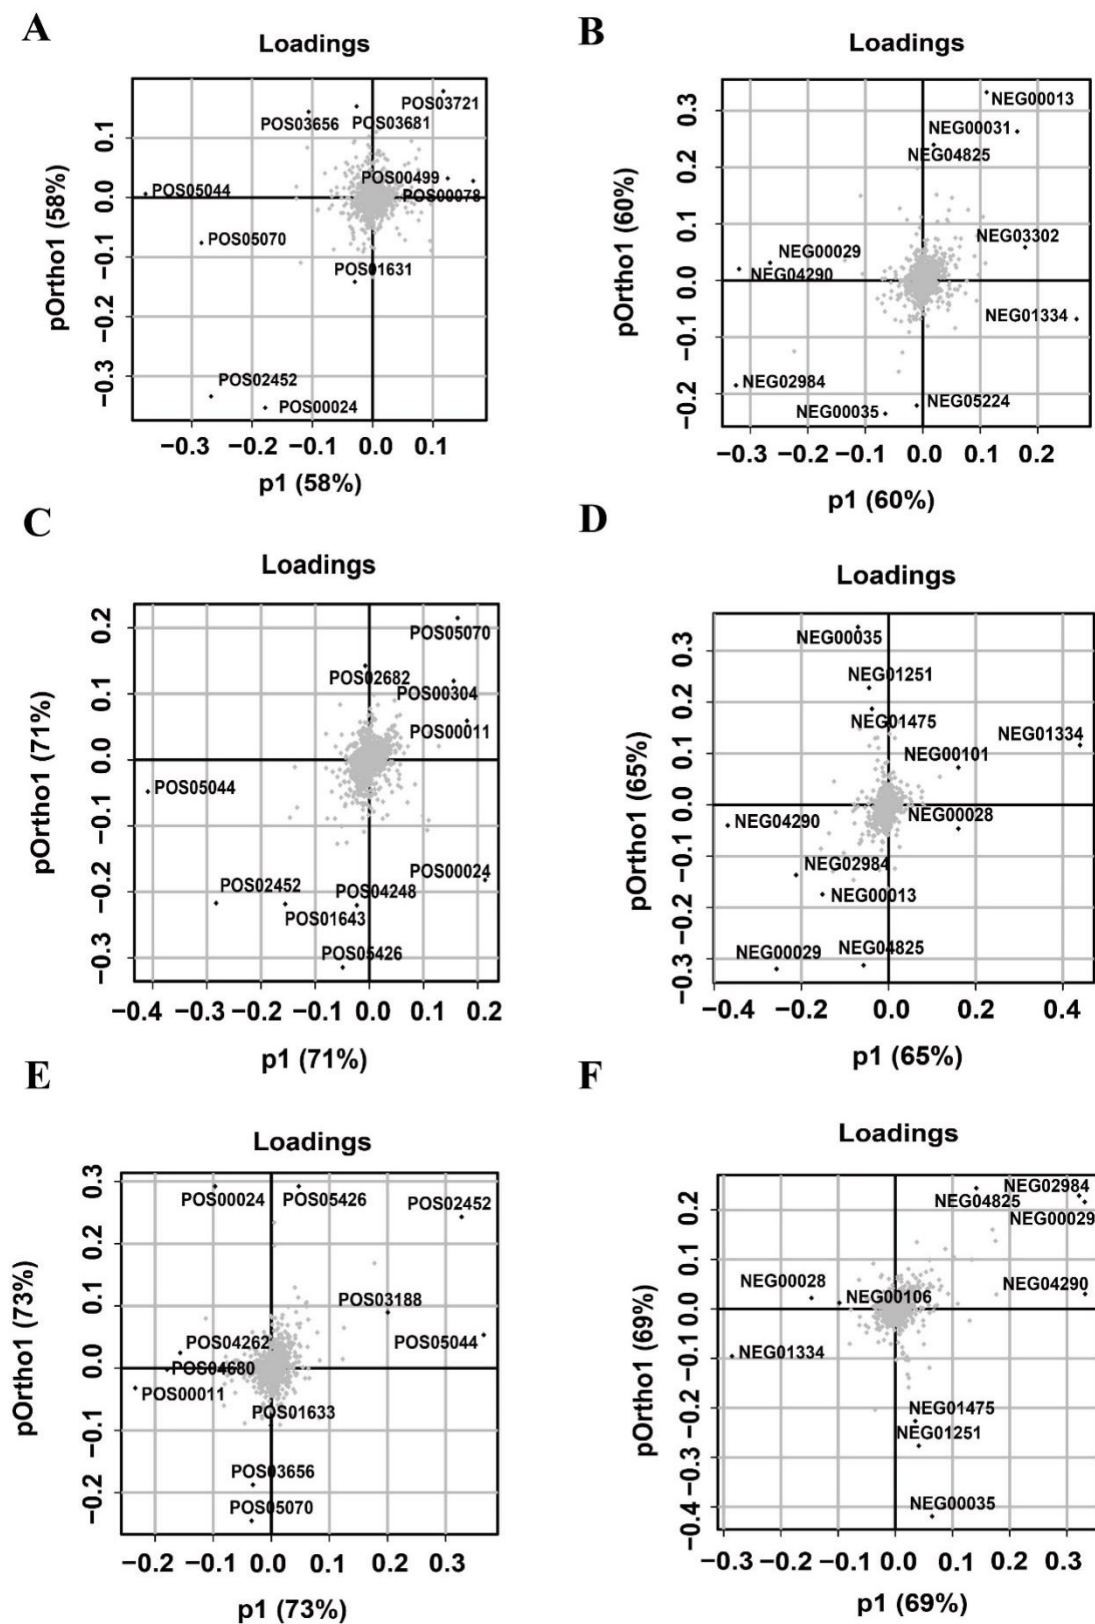 A
Loadings
pOrtho1 (58%)
0.1
0.0
−0.1
−0.2
−0.3
POS03721
POS03656
POS03681
POS00499
POS05044
POS00078
POS05070
POS01631
POS02452
POS00024
−0.3
−0.2
−0.1
0.0
0.1
p1 (58%)
B
Loadings
pOrtho1 (60%)
0.3
0.2
0.1
0.0
−0.1
−0.2
NEG00013
NEG00031
NEG04825
NEG03302
NEG00029
NEG04290
NEG01334
NEG02984
NEG05224
NEG00035
−0.3
−0.2
−0.1
0.0
0.1
0.2
p1 (60%)
C
Loadings
pOrtho1 (71%)
0.2
0.1
0.0
−0.1
−0.2
−0.3
POS05070
POS02682
POS00304
POS00011
POS05044
POS00024
POS02452
POS04248
POS01643
POS05426
−0.4
−0.3
−0.2
−0.1
0.0
0.1
0.2
p1 (71%)
D
Loadings
pOrtho1 (65%)
0.3
0.2
0.1
0.0
−0.1
−0.2
−0.3
NEG00035
NEG01251
NEG01475
NEG01334
NEG00101
NEG00028
NEG04290
NEG02984
NEG00013
NEG04825
NEG00029
−0.4
−0.2
0.0
0.2
0.4
p1 (65%)
E
Loadings
pOrtho1 (73%)
0.3
0.2
0.1
0.0
−0.1
−0.2
POS00024
POS05426
POS02452
POS03188
POS04262
POS05044
POS04680
POS00011
POS01633
POS03656
POS05070
−0.2
−0.1
0.0
0.1
0.2
0.3
p1 (73%)
F
Loadings
pOrtho1 (69%)
0.2
0.1
0.0
−0.1
−0.2
−0.3
−0.4
NEG02984
NEG04825
NEG00029
NEG00028
NEG04290
NEG00106
NEG01334
NEG01475
NEG01251
NEG00035
−0.3
−0.2
−0.1
0.0
0.1
0.2
0.3
p1 (69%)